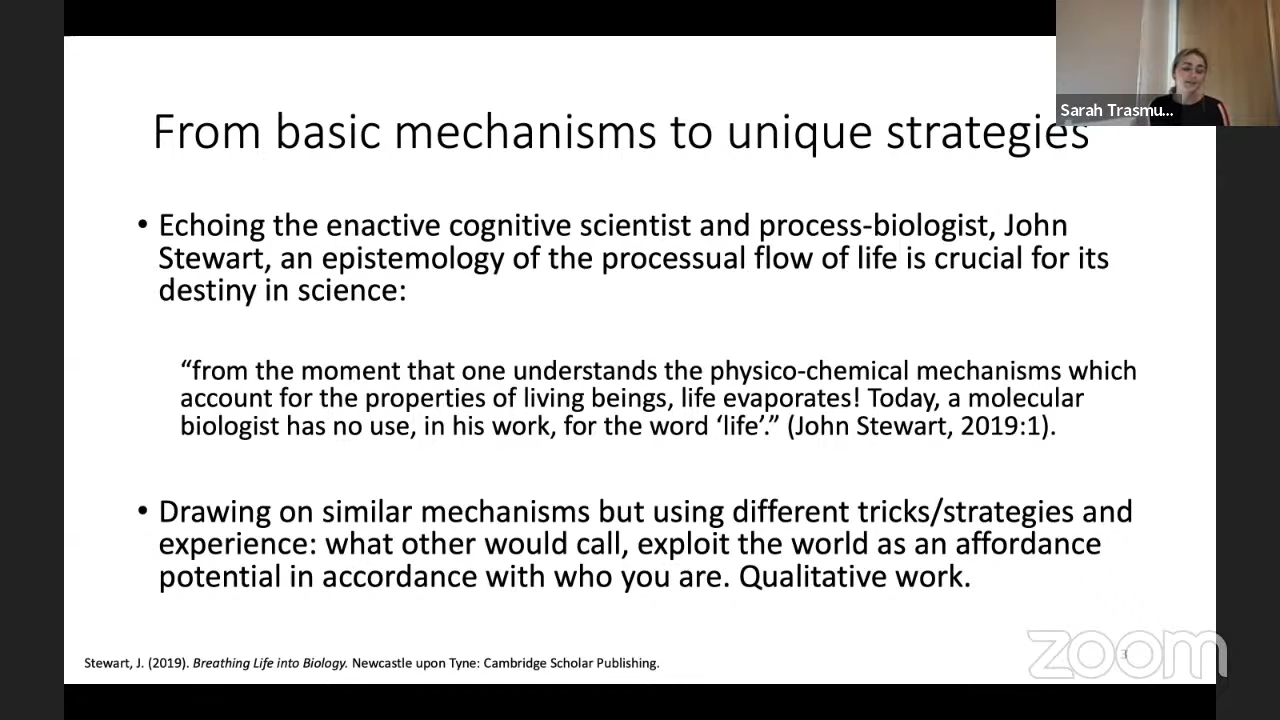 Sarah Trasmu...
From basic mechanisms to unique strategies
• Echoing the enactive cognitive scientist and process-biologist, John
Stewart, an epistemology of the processual flow of life is crucial for its
destiny in science:
“from the moment that one understands the physico-chemical mechanisms which
account for the properties of living beings, life evaporates! Today, a molecular
biologist has no use, in his work, for the word ‘life’.” (John Stewart, 2019:1).
• Drawing on similar mechanisms but using different tricks/strategies and
experience: what other would call, exploit the world as an affordance
potential in accordance with who you are. Qualitative work.
Stewart, J. (2019). Breathing Life into Biology. Newcastle upon Tyne: Cambridge Scholar Publishing.
3
zoom